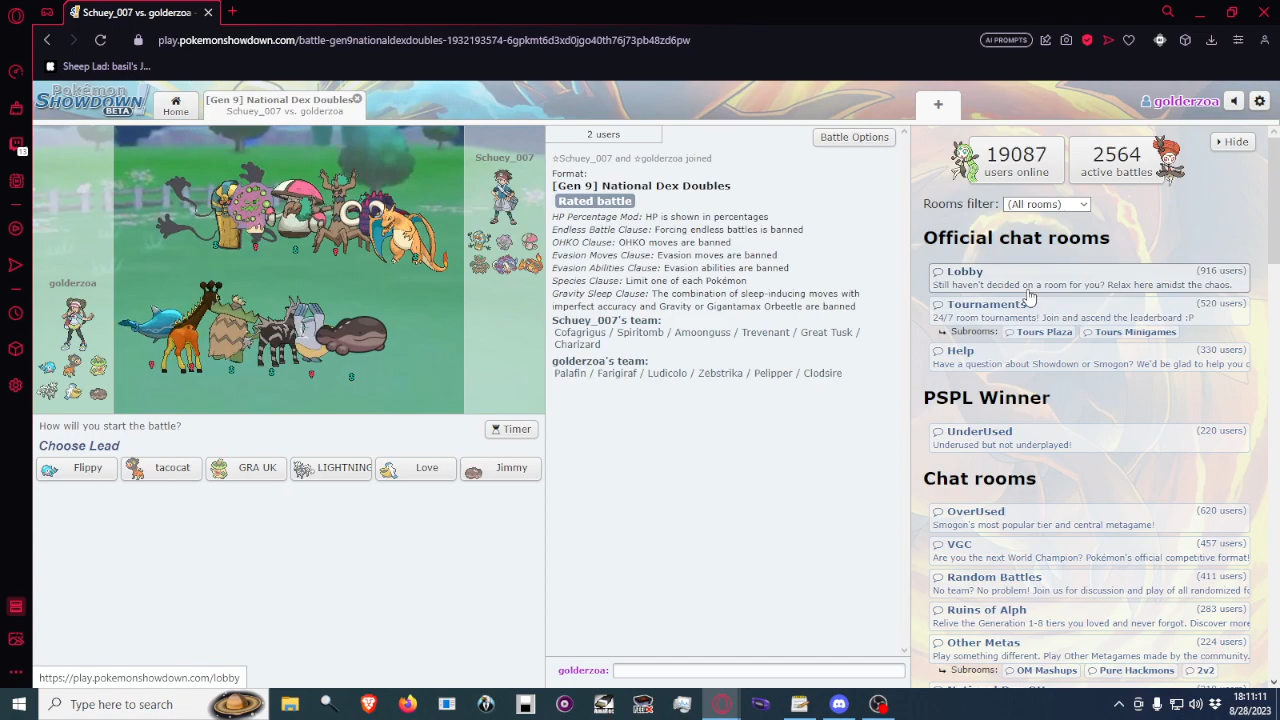 Schuey_007 vs. golderzoa -
play.pokemonshowdown.com/battle-gen9nationaldexdoubles-1932193574-6gpkmt6d3xd0jgo40th76j73pb48zd6pw
AI PROMPTS
Sheep Lad: basil's J...
Pokémon
SHOWDOWN
BETA
Home
[Gen 9] National Dex Doubles
Schuey_007 vs. golderzoa
golderzoa
13
Schuey_007
golderzoa
How will you start the battle?
Timer
Choose Lead
Flippy
tacocat
GRA UK
LIGHTNING
Love
Jimmy
2 users
Battle Options
☆Schuey_007 and ☆golderzoa joined
Format:
[Gen 9] National Dex Doubles
Rated battle
HP Percentage Mod: HP is shown in percentages
Endless Battle Clause: Forcing endless battles is banned
OHKO Clause: OHKO moves are banned
Evasion Moves Clause: Evasion moves are banned
Evasion Abilities Clause: Evasion abilities are banned
Species Clause: Limit one of each Pokémon
Gravity Sleep Clause: The combination of sleep-inducing moves with
imperfect accuracy and Gravity or Gigantamax Orbeetle are banned
Schuey_007's team:
Cofagrigus / Spiritomb / Amoonguss / Trevenant / Great Tusk /
Charizard
golderzoa's team:
Palafin / Farigiraf / Ludicolo / Zebstrika / Pelipper / Clodsire
golderzoa:
19087
users online
2564
active battles
Hide
Rooms filter: (All rooms)
Official chat rooms
Lobby (916 users)
Still haven't decided on a room for you? Relax here amidst the chaos.
Tournaments (520 users)
24/7 room tournaments! Join and ascend the leaderboard :P
Subrooms: Tours Plaza Tours Minigames
Help (330 users)
Have a question about Showdown or Smogon? We'd be glad to help you c
PSPL Winner
UnderUsed (220 users)
Underused but not underplayed!
Chat rooms
OverUsed (620 users)
Smogon's most popular tier and central metagame!
VGC (457 users)
Are you the next World Champion? Pokémon's official competitive format!
Random Battles (411 users)
No team? No problem! Join us for discussion and play of all randomized fo
Ruins of Alph (283 users)
Relive the Generation 1-8 tiers you loved and never forgot. Discover more
Other Metas (224 users)
Play something different. Play Other Metagames made by the community.
Subrooms: OM Mashups Pure Hackmons 2v2
https://play.pokemonshowdown.com/lobby
Type here to search
18:11:11
8/28/2023